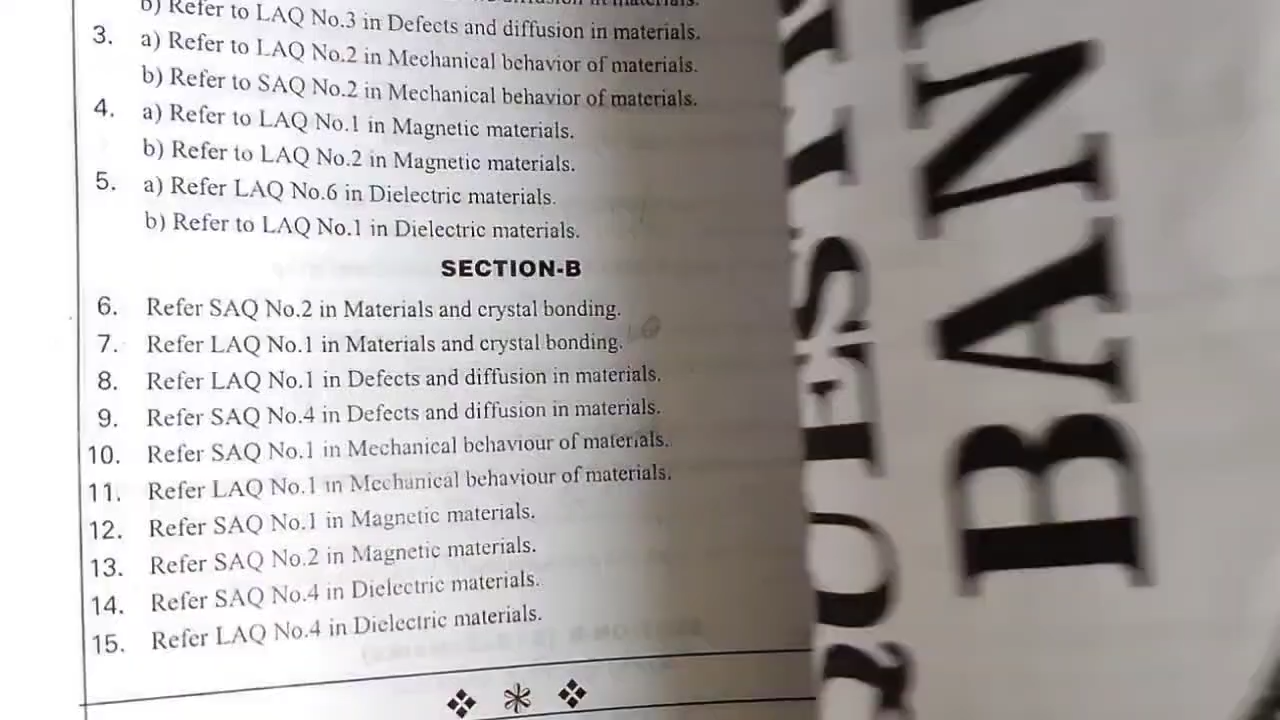 b) Refer to LAQ No.3 in Defects and diffusion in materials.
3. a) Refer to LAQ No.2 in Mechanical behavior of materials.
b) Refer to SAQ No.2 in Mechanical behavior of materials.
4. a) Refer to LAQ No.1 in Magnetic materials.
b) Refer to LAQ No.2 in Magnetic materials.
5. a) Refer LAQ No.6 in Dielectric materials.
b) Refer to LAQ No.1 in Dielectric materials.
SECTION-B
6. Refer SAQ No.2 in Materials and crystal bonding.
7. Refer LAQ No.1 in Materials and crystal bonding.
8. Refer LAQ No.1 in Defects and diffusion in materials.
9. Refer SAQ No.4 in Defects and diffusion in materials.
10. Refer SAQ No.1 in Mechanical behaviour of materials.
11. Refer LAQ No.1 in Mechanical behaviour of materials.
12. Refer SAQ No.1 in Magnetic materials.
13. Refer SAQ No.2 in Magnetic materials.
14. Refer SAQ No.4 in Dielectric materials.
15. Refer LAQ No.4 in Dielectric materials.
BAN